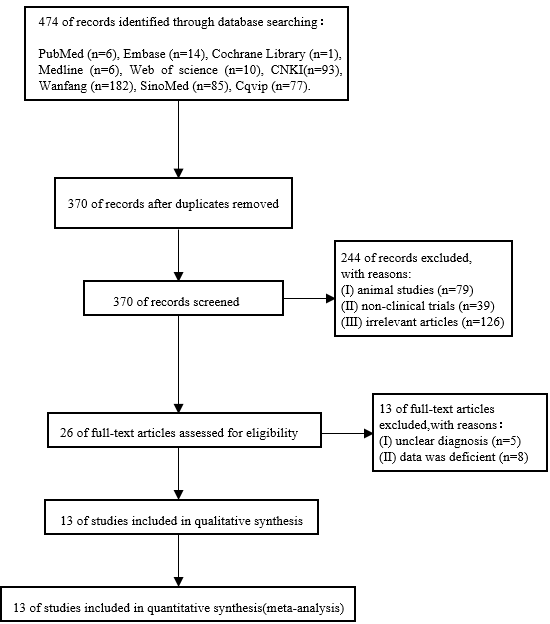 474 of records identified through database searching：
PubMed (n=6), Embase (n=14), Cochrane Library (n=1),
Medline (n=6), Web of science (n=10), CNKI(n=93),
Wanfang (n=182), SinoMed (n=85), Cqvip (n=77).
370 of records after duplicates removed
370 of records screened
244 of records excluded,
with reasons:
(I) animal studies (n=79)
(II) non-clinical trials (n=39)
(III) irrelevant articles (n=126)
26 of full-text articles assessed for eligibility
13 of full-text articles
excluded,with reasons：
(I) unclear diagnosis (n=5)
(II) data was deficient (n=8)
13 of studies included in qualitative synthesis
13 of studies included in quantitative synthesis(meta-analysis)